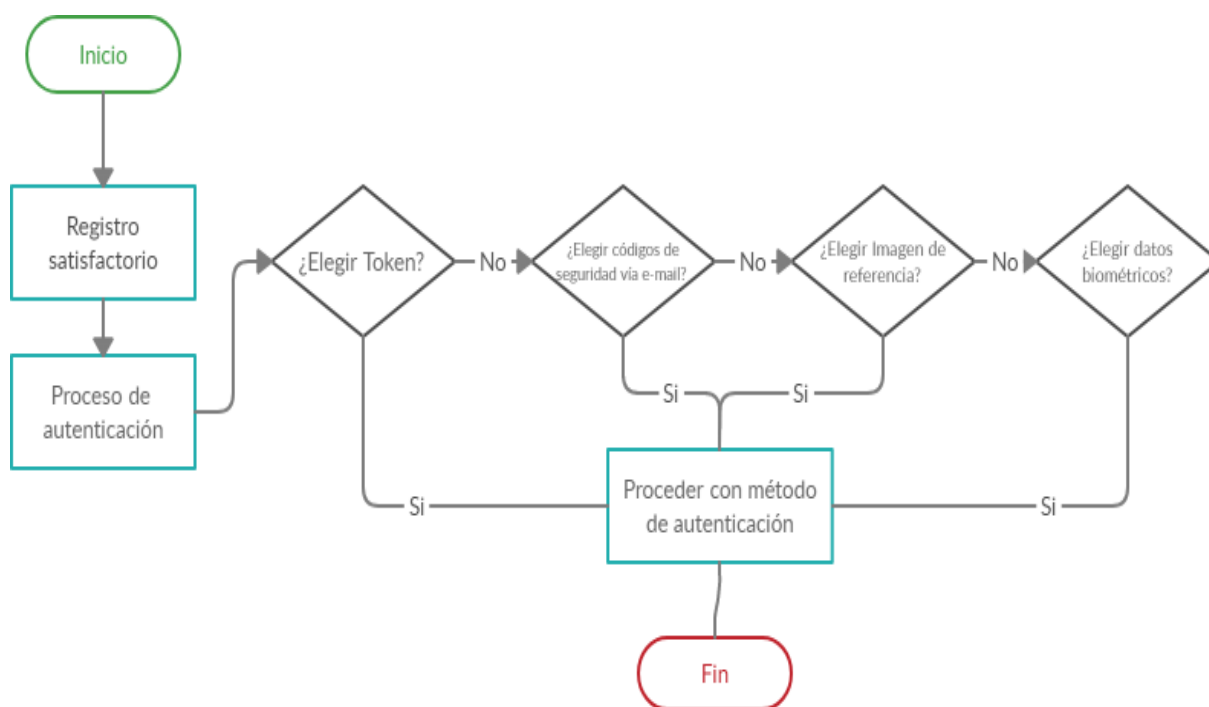 Inicio
Registro
satisfactorio
Proceso de
autenticación
¿Elegir Token?
No
¿Elegir códigos de
seguridad vía e-mail?
No
¿Elegir Imagen de
referencia?
No
¿Elegir datos
biométricos?
Si
Si
Si
Si
Proceder con método
de autenticación
Fin